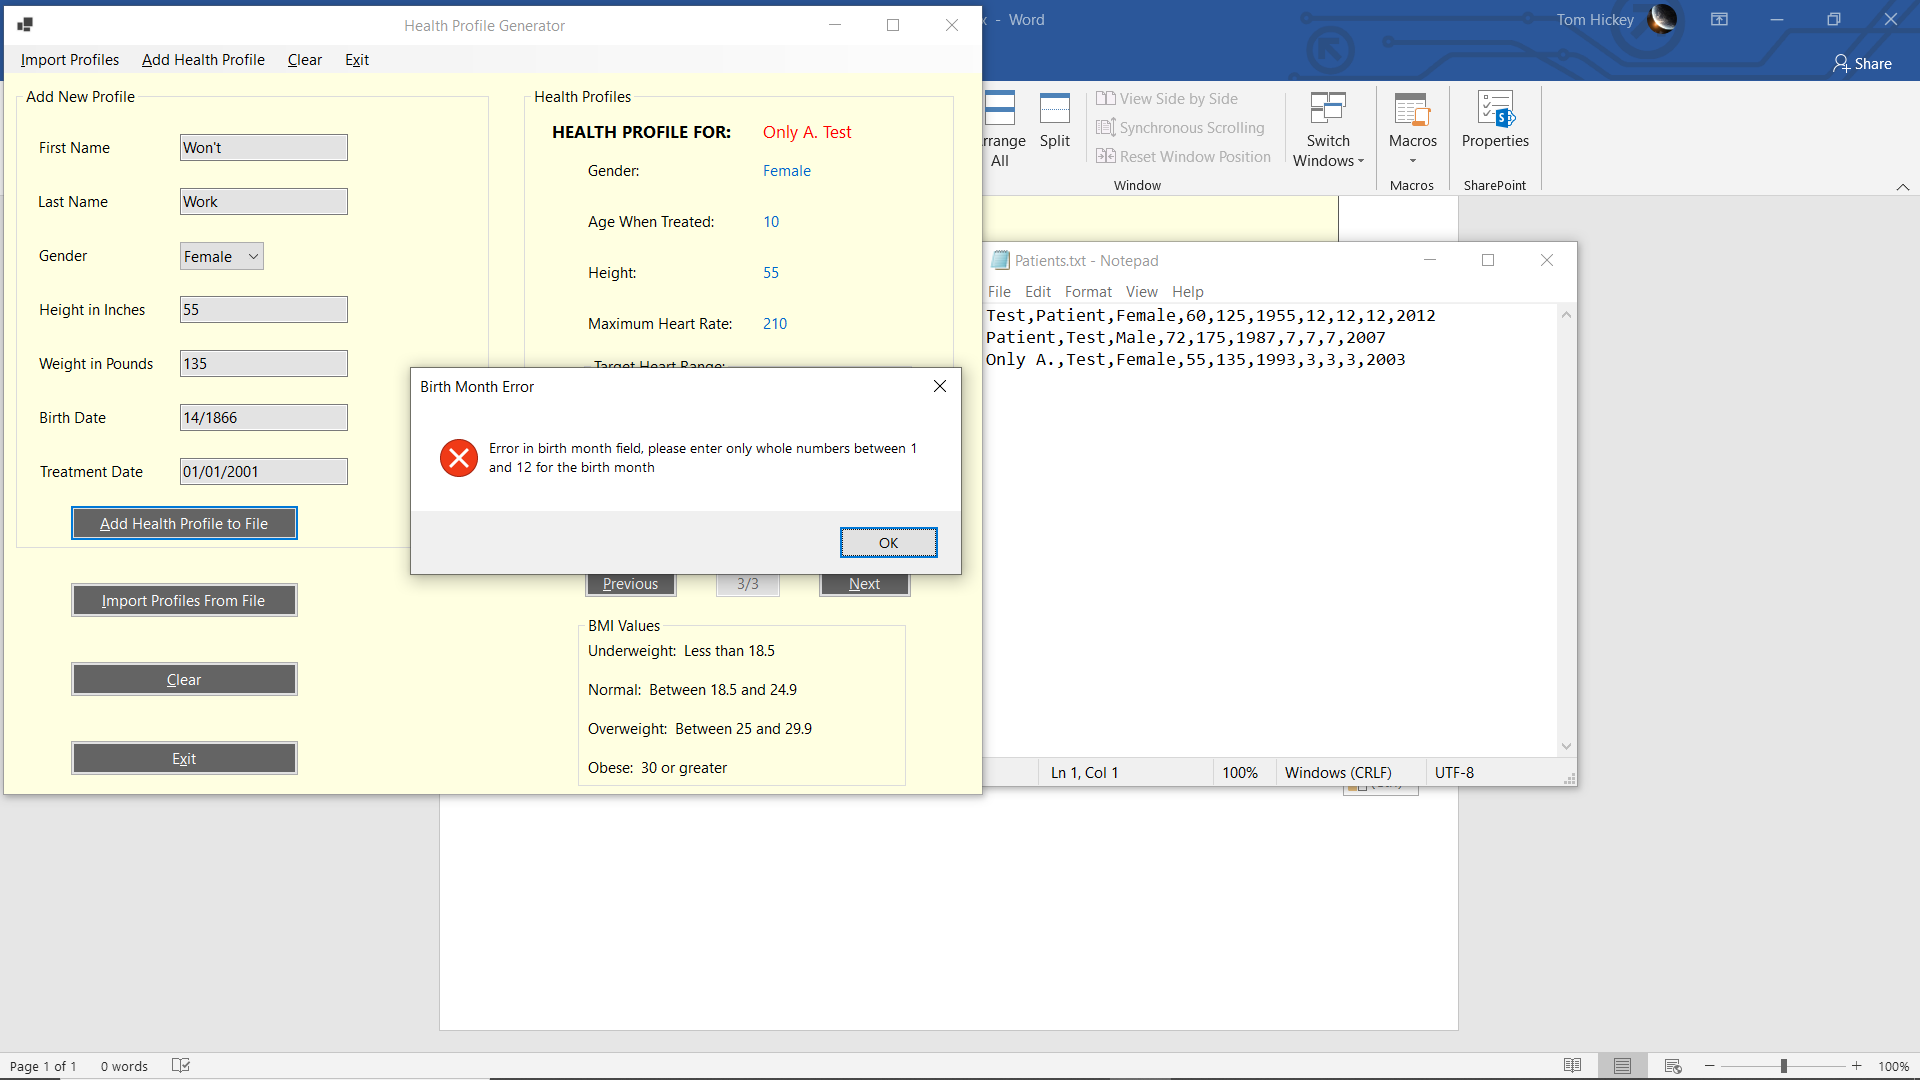 Health Profile Generator
Import Profiles Add Health Profile Clear Exit
Add New Profile
First Name Won't
Last Name Work
Gender Female
Height in Inches 55
Weight in Pounds 135
Birth Date 14/1866
Treatment Date 01/01/2001
Add Health Profile to File
Import Profiles From File
Clear
Exit
Health Profiles
HEALTH PROFILE FOR: Only A. Test
Gender: Female
Age When Treated: 10
Height: 55
Maximum Heart Rate: 210
Target Heart Range:
Birth Month Error
Error in birth month field, please enter only whole numbers between 1
and 12 for the birth month
OK
Previous 3/3 Next
BMI Values
Underweight: Less than 18.5
Normal: Between 18.5 and 24.9
Overweight: Between 25 and 29.9
Obese: 30 or greater
x - Word
Tom Hickey
Share
rrange
All
Split
View Side by Side
Synchronous Scrolling
Reset Window Position
Switch
Windows
Window
Macros
Macros
Properties
SharePoint
Patients.txt - Notepad
File Edit Format View Help
Test,Patient,Female,60,125,1955,12,12,12,2012
Patient,Test,Male,72,175,1987,7,7,7,2007
Only A.,Test,Female,55,135,1993,3,3,3,2003
Ln 1, Col 1 100% Windows (CRLF) UTF-8
Page 1 of 1 0 words
100%